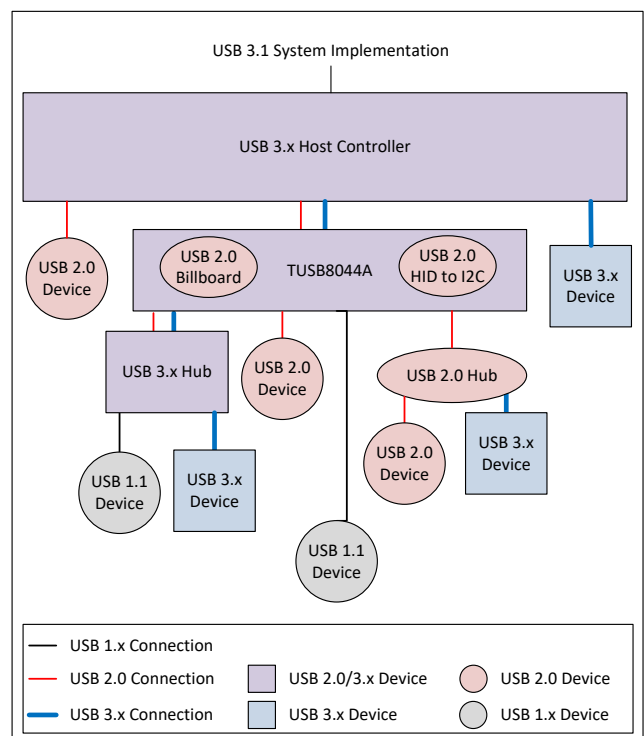 USB 3.1 System Implementation
USB 3.x Host Controller
USB 2.0
Device
USB 2.0
Billboard
TUSB8044A
USB 2.0
HID to I2C
USB 3.x
Device
USB 3.x Hub
USB 2.0
Device
USB 2.0 Hub
USB 1.1
Device
USB 3.x
Device
USB 2.0
Device
USB 3.x
Device
USB 1.1
Device
USB 1.x Connection
USB 2.0 Connection
USB 2.0/3.x Device
USB 2.0 Device
USB 3.x Connection
USB 3.x Device
USB 1.x Device